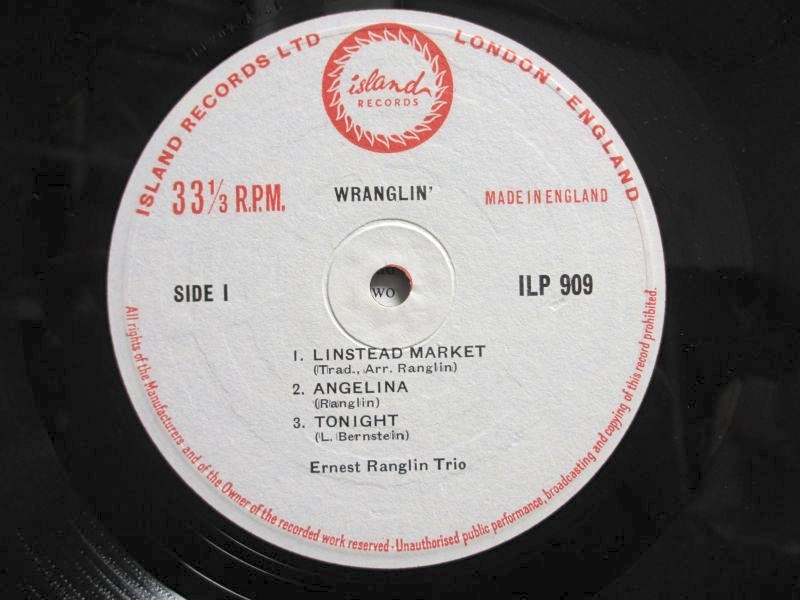 ISLAND RECORDS LTD
LONDON · ENGLAND
island
RECORDS
33⅓ R.P.M.
WRANGLIN'
MADE IN ENGLAND
SIDE 1
ILP 909
wo
1. LINSTEAD MARKET
(Trad., Arr. Ranglin)
2. ANGELINA
(Ranglin)
3. TONIGHT
(L. Bernstein)
Ernest Ranglin Trio
All rights of the Manufacturers and of the Owner of the recorded work reserved · Unauthorised public performance, broadcasting and copying of this record prohibited.